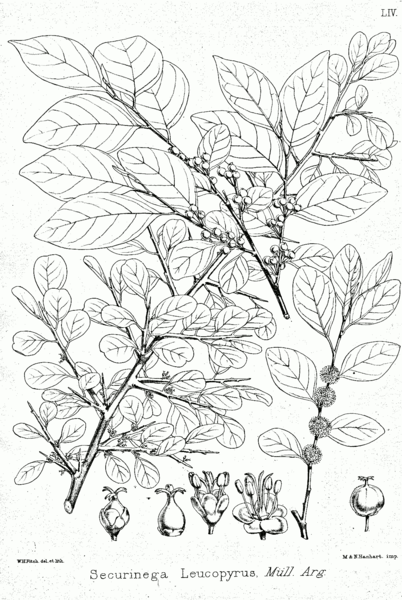 LIV.
W.H.Fitch, del. et lith.
M & N. Hanhart. imp.
Securinega Leucopyrus, Müll. Arg.